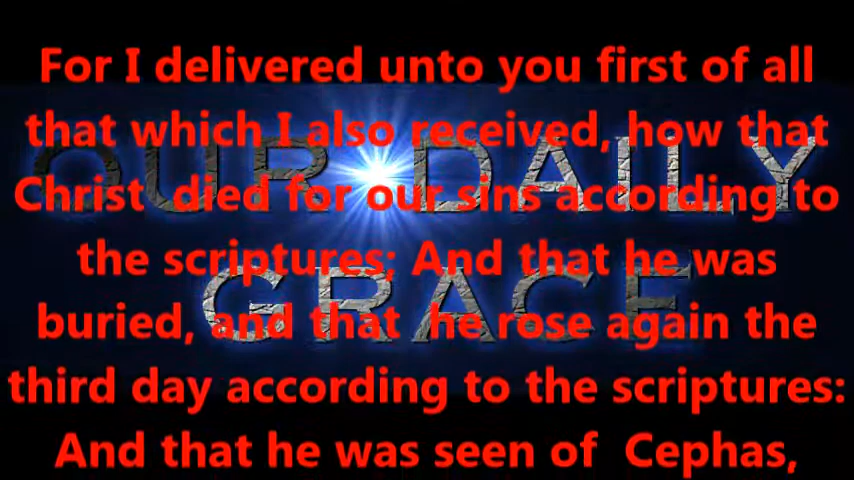 For I delivered unto you first of all
that which I also received, how that
Christ died for our sins according to
the scriptures; And that he was
buried, and that he rose again the
third day according to the scriptures:
And that he was seen of Cephas,
OUR DAILY
GRACE